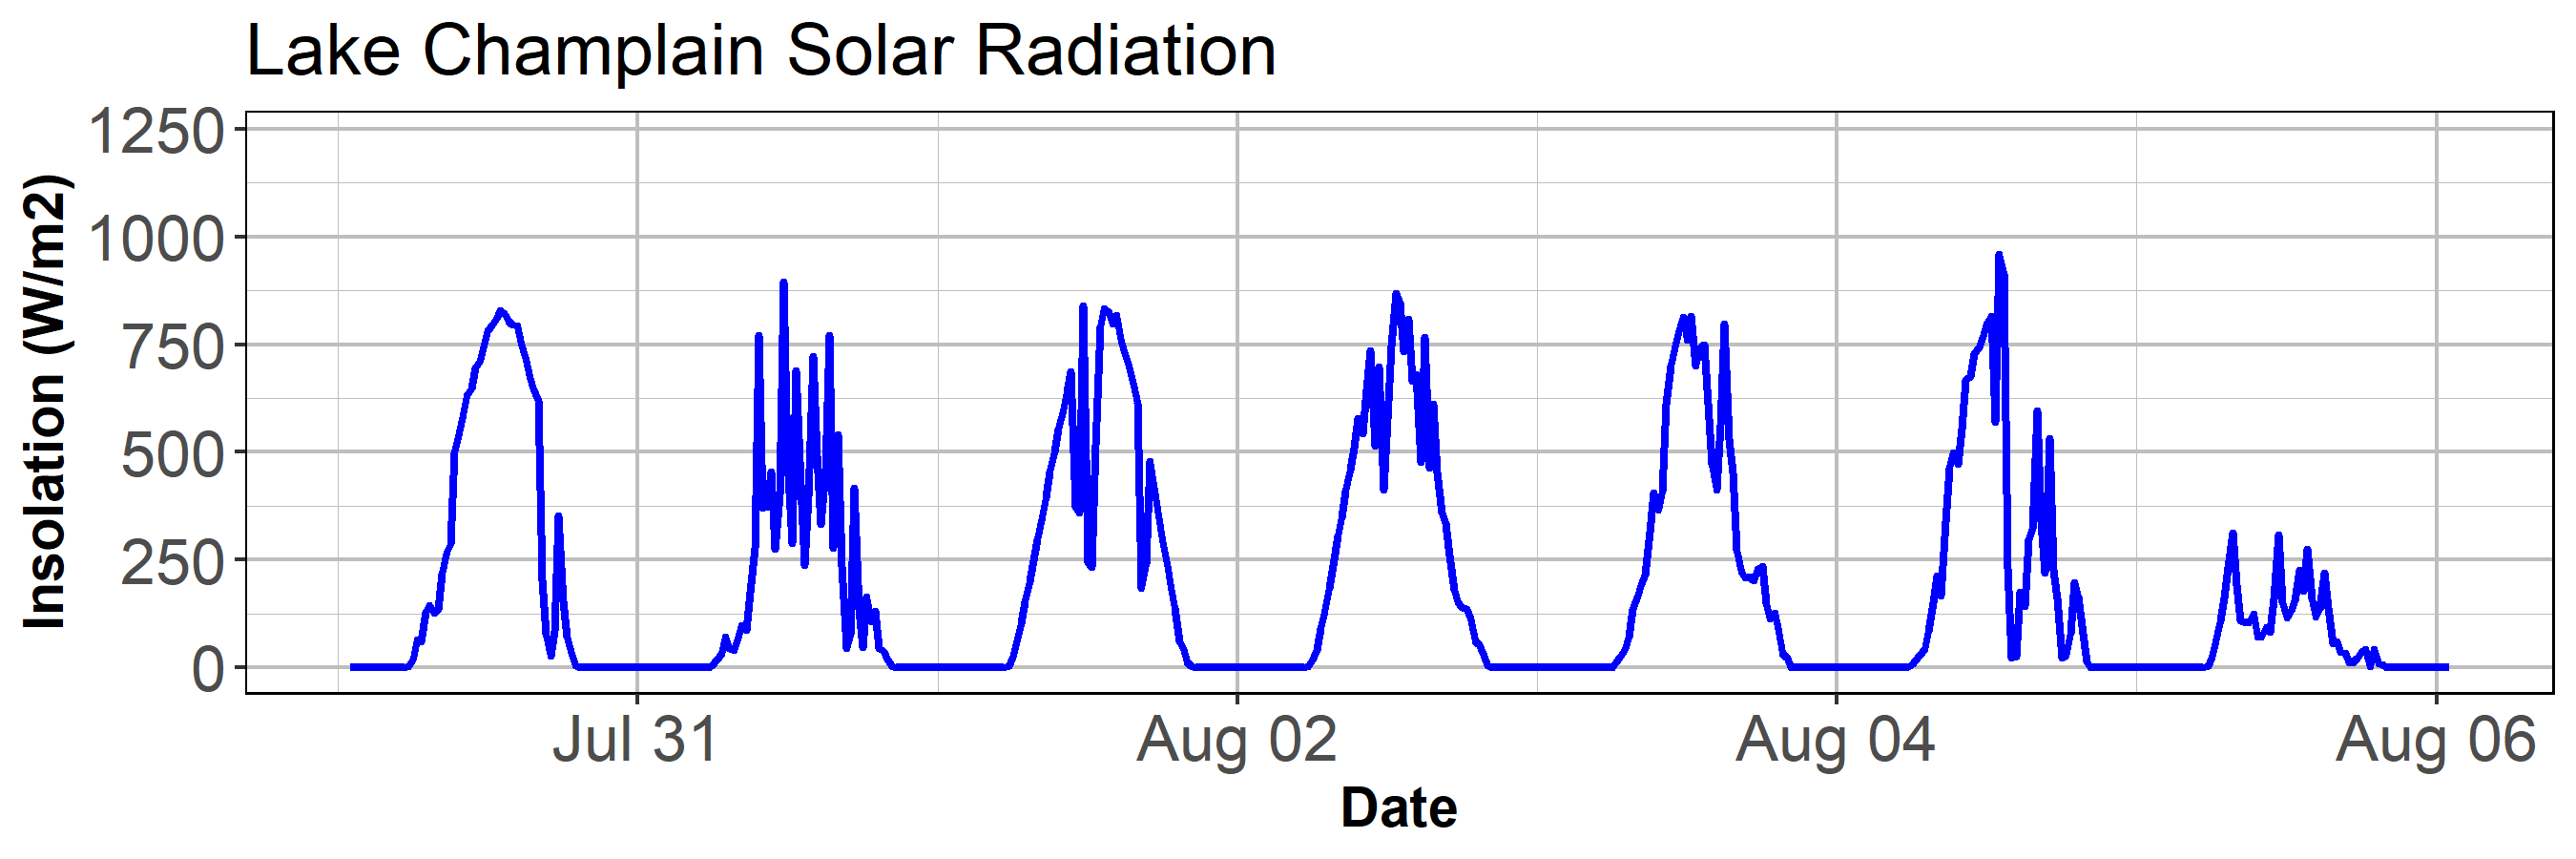 Lake Champlain Solar Radiation
1250
1000
750
500
250
0
Insolation (W/m2)
Jul 31
Aug 02
Aug 04
Aug 06
Date